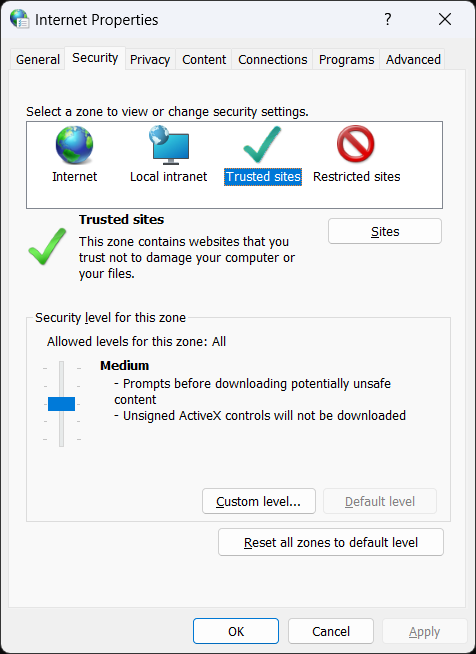 Internet Properties
?
General
Security
Privacy
Content
Connections
Programs
Advanced
Select a zone to view or change security settings.
Internet
Local intranet
Trusted sites
Restricted sites
Trusted sites
This zone contains websites that you
trust not to damage your computer or
your files.
Sites
Security level for this zone
Allowed levels for this zone: All
Medium
- Prompts before downloading potentially unsafe
content
- Unsigned ActiveX controls will not be downloaded
Custom level...
Default level
Reset all zones to default level
OK
Cancel
Apply